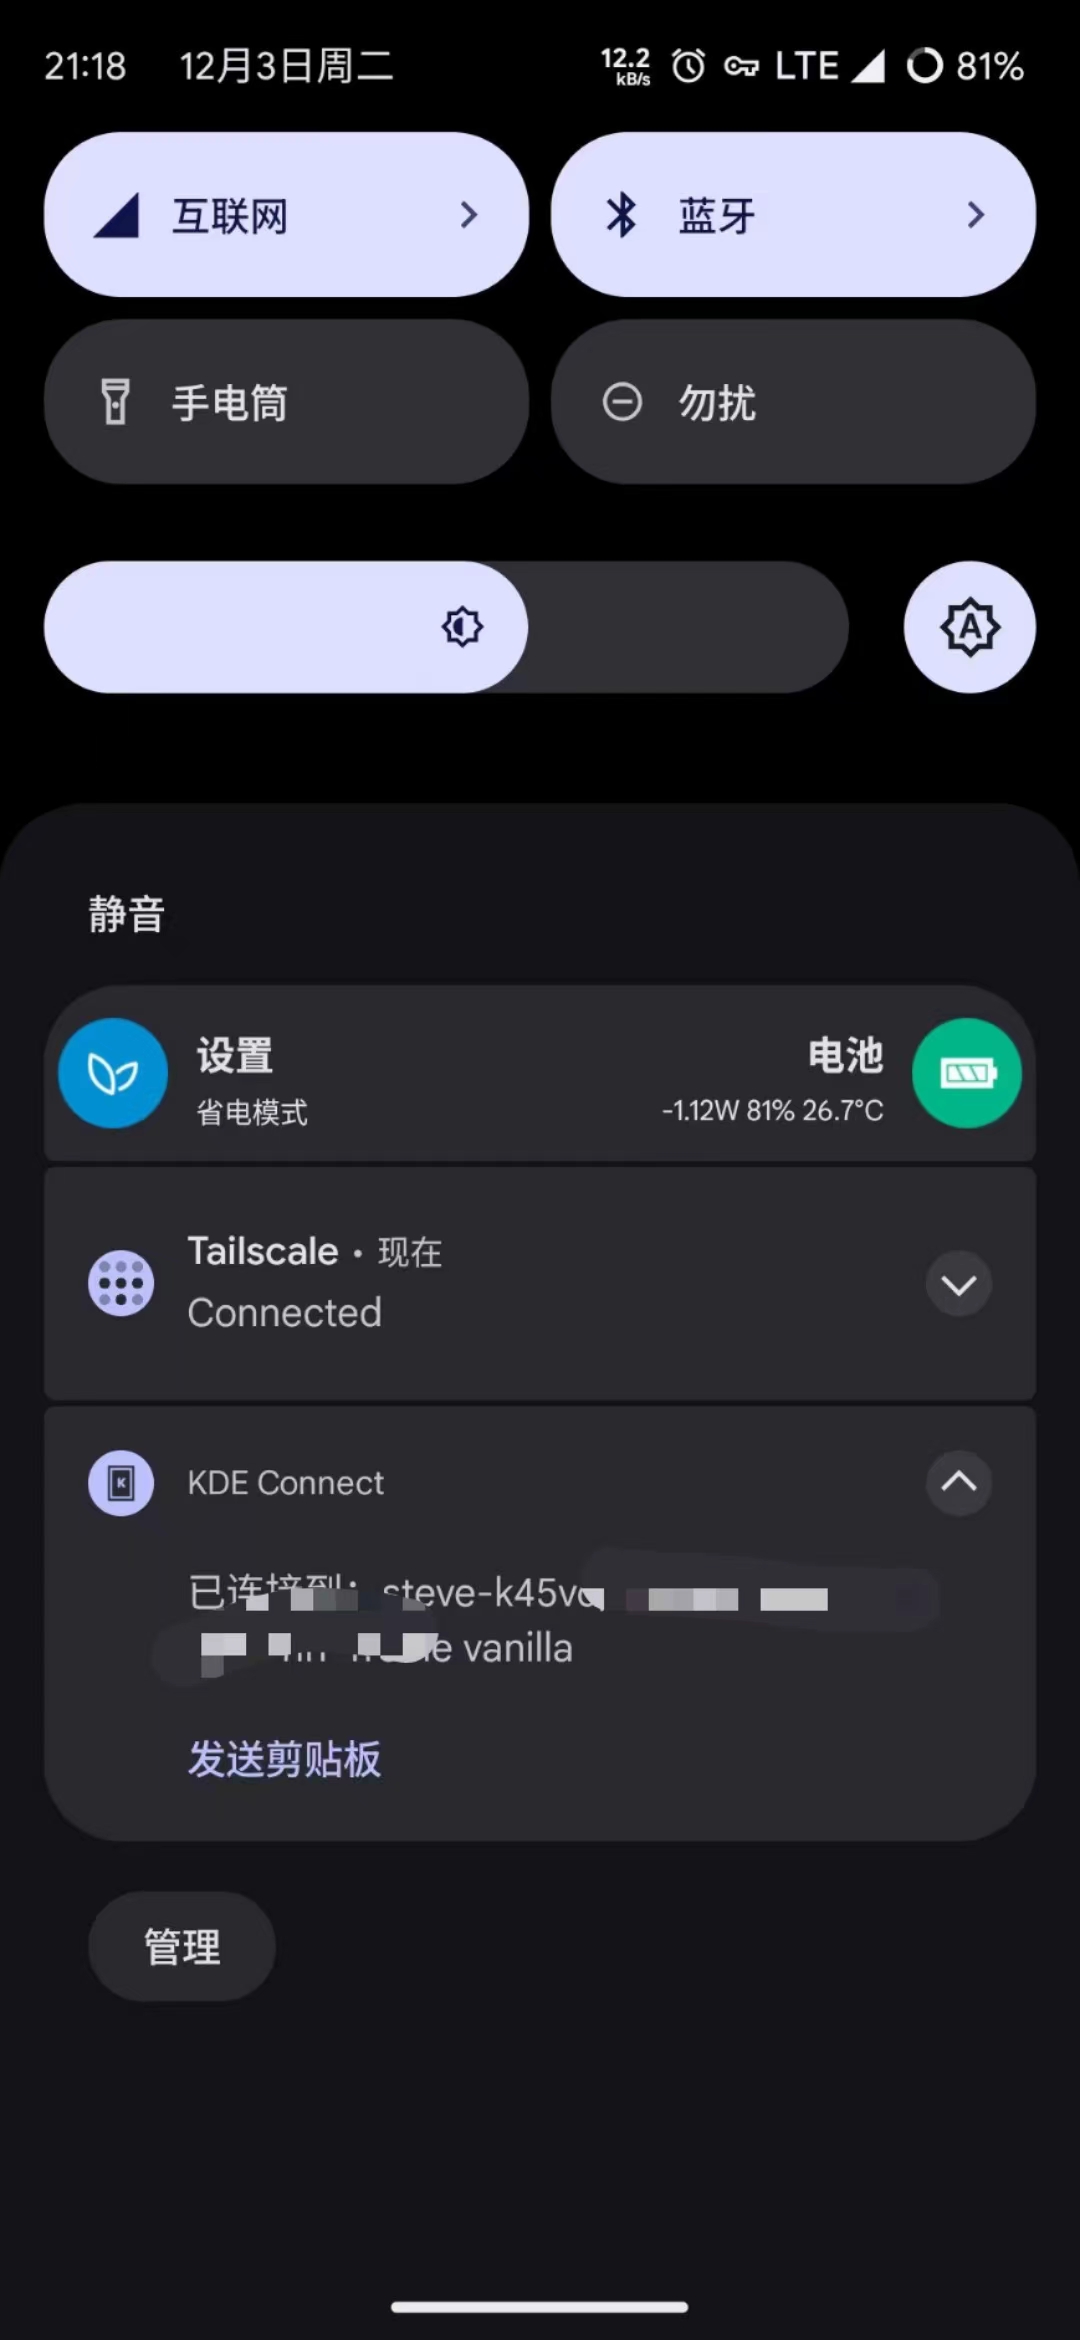 21:18 12月3日周二 12.2 kB/s LTE 81%
互联网 蓝牙
手电筒 勿扰
A
静音
设置 电池
省电模式 -1.12W 81% 26.7°C
Tailscale • 现在
Connected
K KDE Connect
已连接到: steve-k45v
vanilla
发送剪贴板
管理